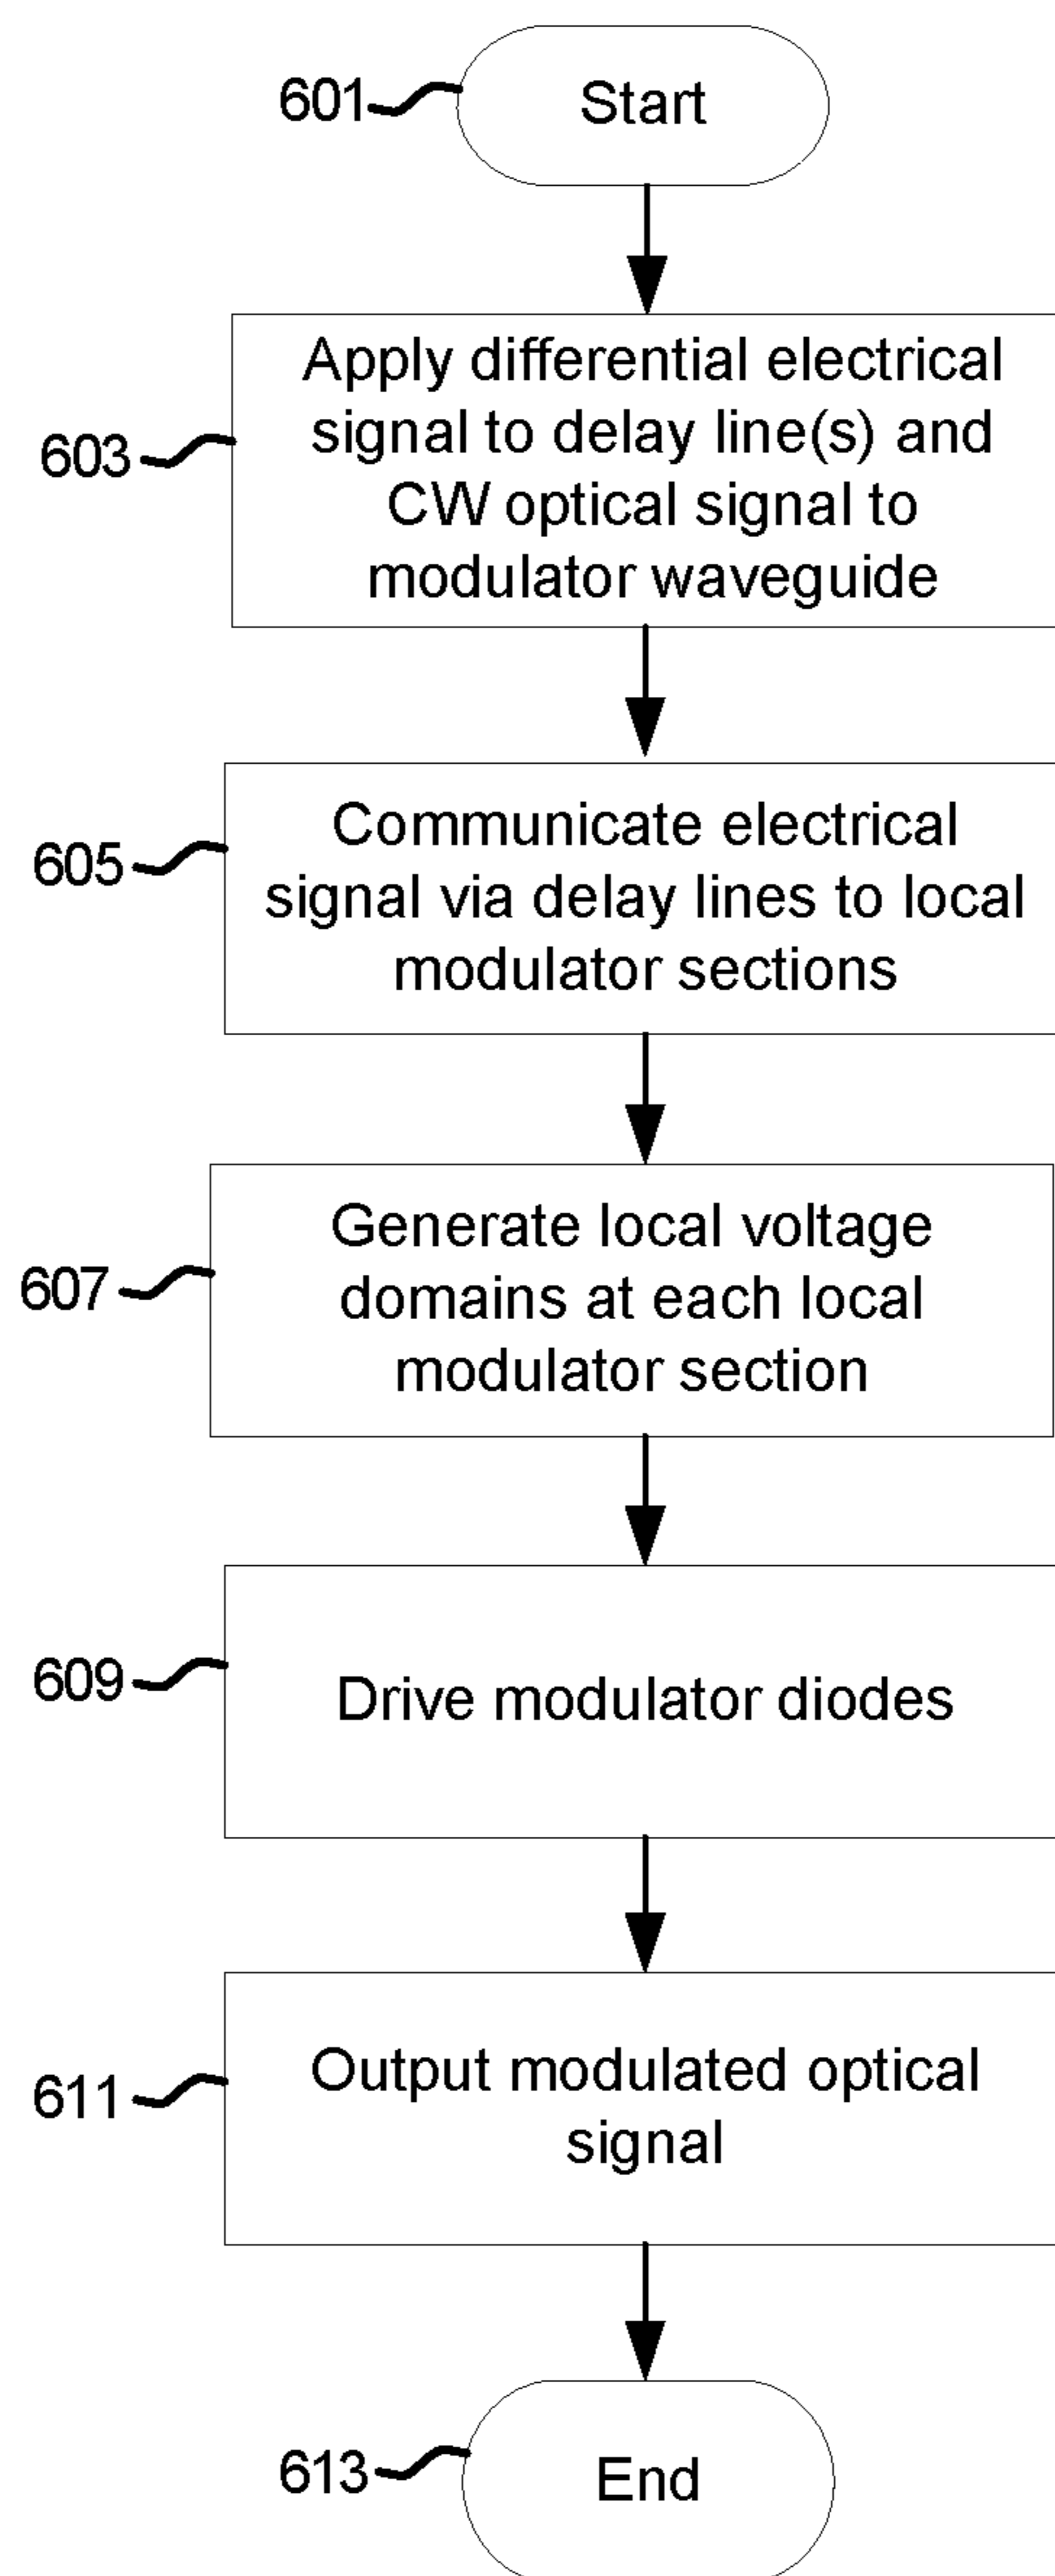 601
Start
603
Apply differential electrical
signal to delay line(s) and
CW optical signal to
modulator waveguide
605
Communicate electrical
signal via delay lines to local
modulator sections
607
Generate local voltage
domains at each local
modulator section
609
Drive modulator diodes
611
Output modulated optical
signal
613
End